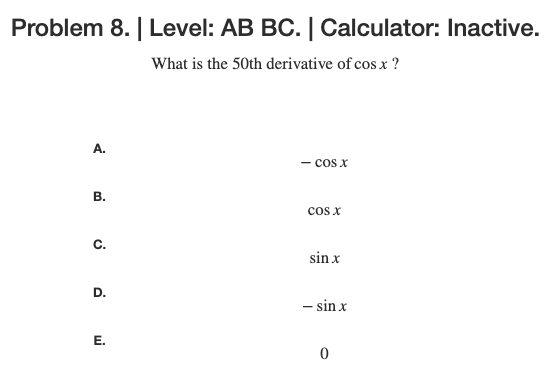 Problem 8. | Level: AB BC. | Calculator: Inactive.
What is the 50th derivative of cos x ?
A.
− cos x
B.
cos x
C.
sin x
D.
− sin x
E.
0